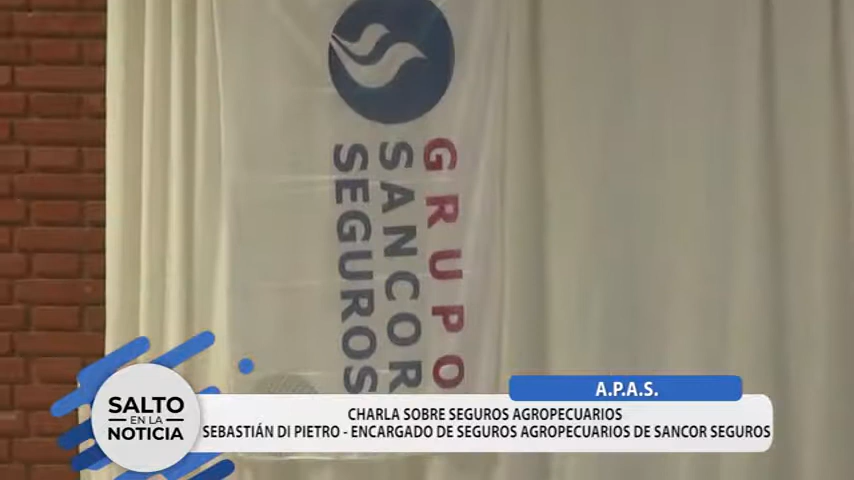 GRUPO
SANCOR
SEGUROS
A.P.A.S.
CHARLA SOBRE SEGUROS AGROPECUARIOS
SEBASTIÁN DI PIETRO - ENCARGADO DE SEGUROS AGROPECUARIOS DE SANCOR SEGUROS
SALTO
EN LA
NOTICIA